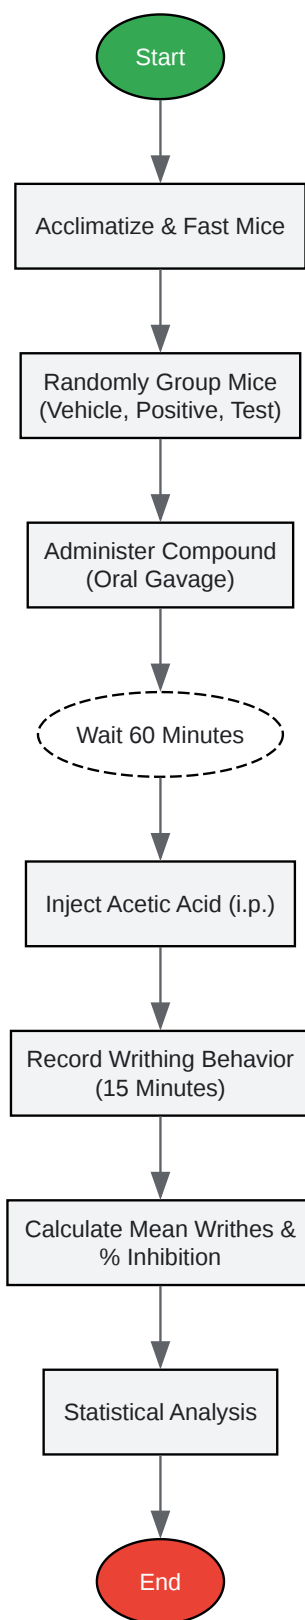 Start
Acclimatize & Fast Mice
Randomly Group Mice
(Vehicle, Positive, Test)
Administer Compound
(Oral Gavage)
Wait 60 Minutes
Inject Acetic Acid (i.p.)
Record Writhing Behavior
(15 Minutes)
Calculate Mean Writhes &
% Inhibition
Statistical Analysis
End